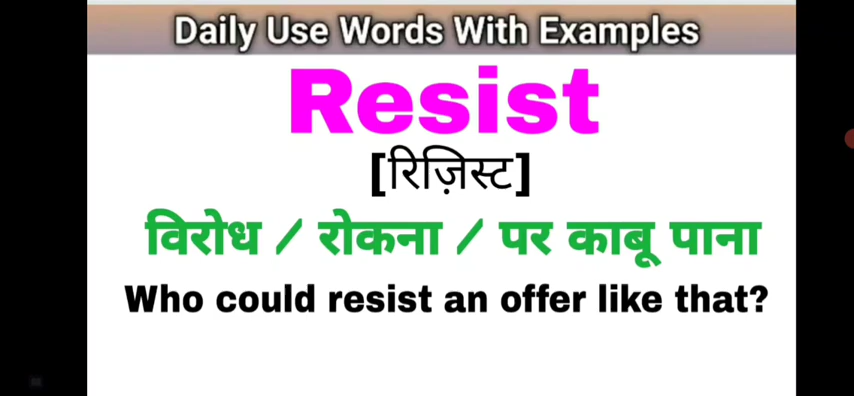 Daily Use Words With Examples
Resist
[रिज़िस्ट]
विरोध / रोकना / पर काबू पाना
Who could resist an offer like that?